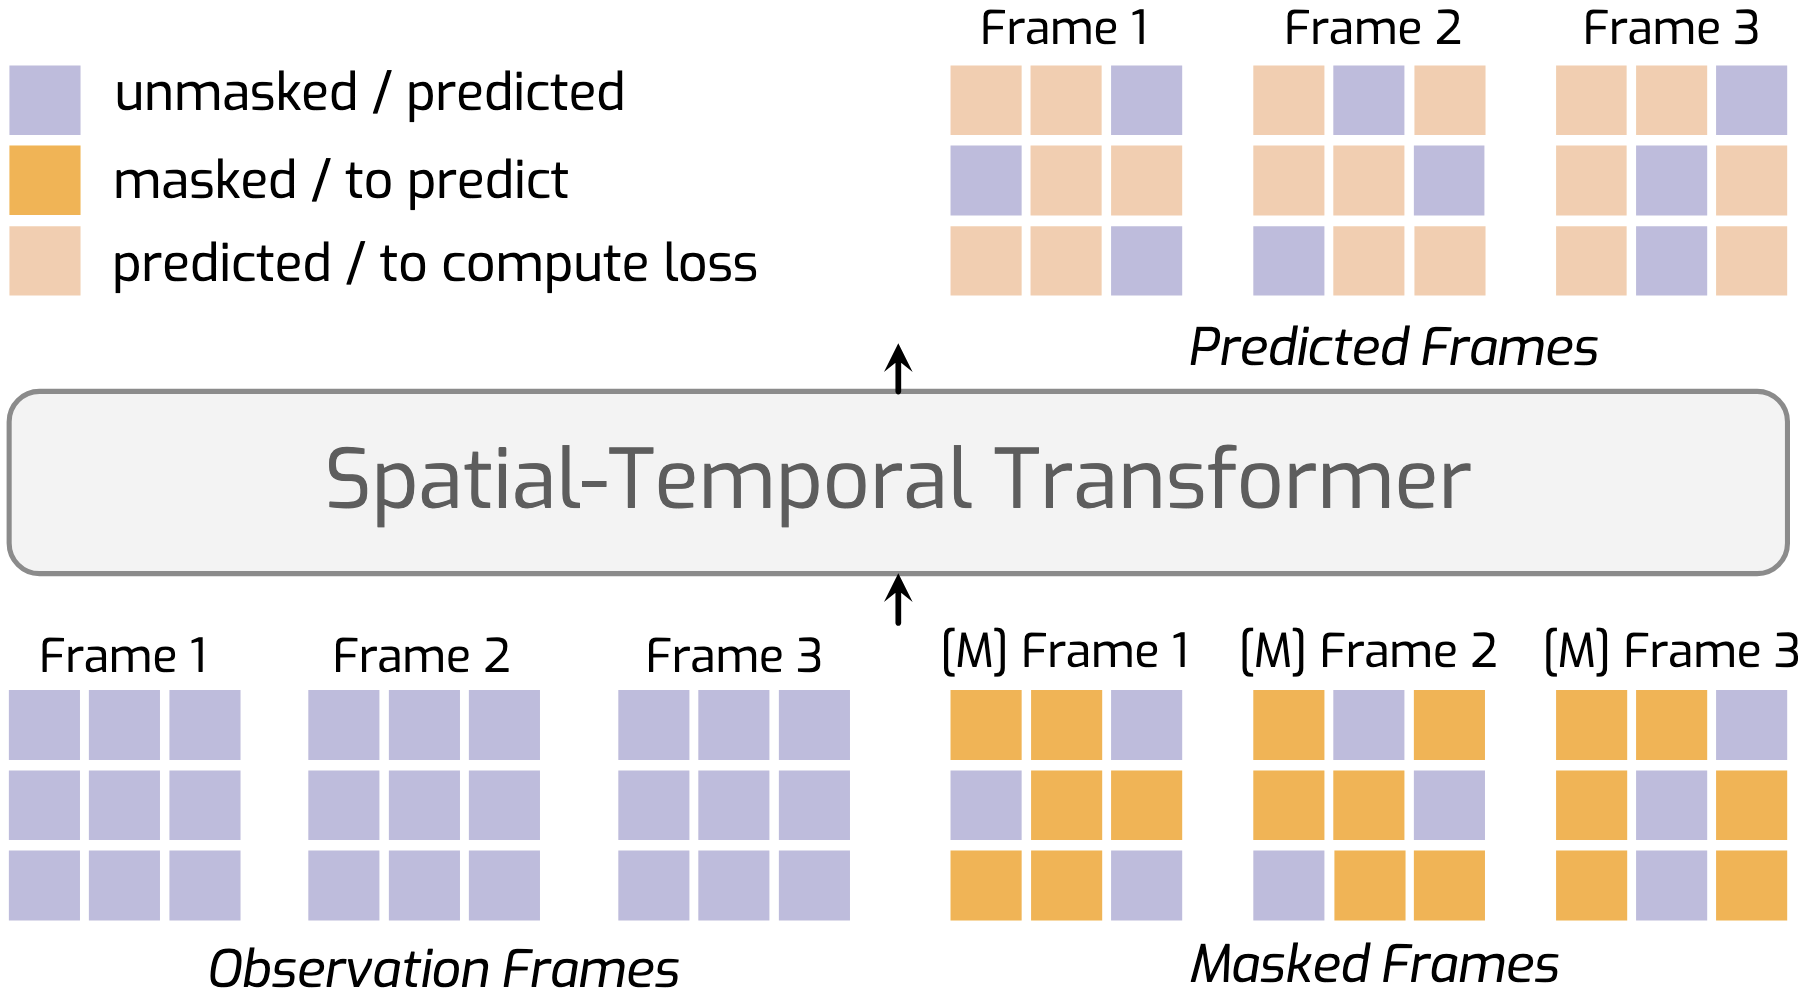 unmasked / predicted
masked / to predict
predicted / to compute loss
Frame 1 Frame 2 Frame 3
Predicted Frames
Spatial-Temporal Transformer
Frame 1 Frame 2 Frame 3
Observation Frames
[M] Frame 1 [M] Frame 2 [M] Frame 3
Masked Frames